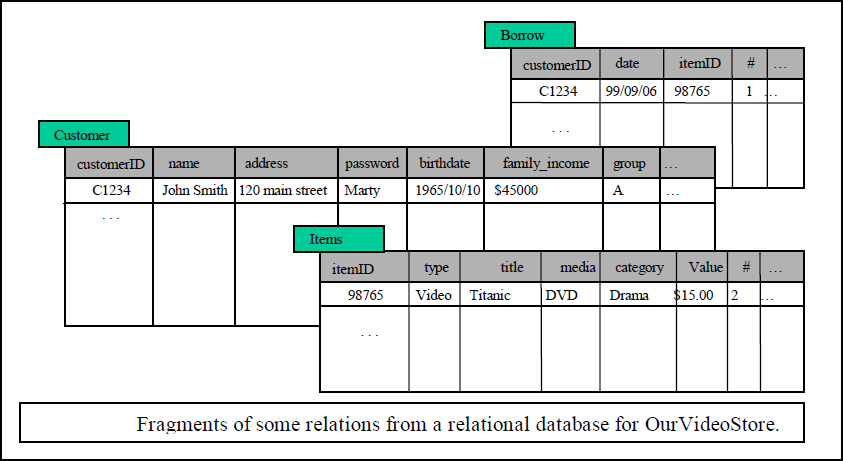 Borrow
customerID date itemID # ...
C1234 99/09/06 98765 1 ...
. . .
Customer
customerID name address password birthdate family_income group ...
C1234 John Smith 120 main street Marty 1965/10/10 $45000 A ...
. . .
Items
itemID type title media category Value # ...
98765 Video Titanic DVD Drama $15.00 2 ...
. . .
Fragments of some relations from a relational database for OurVideoStore.